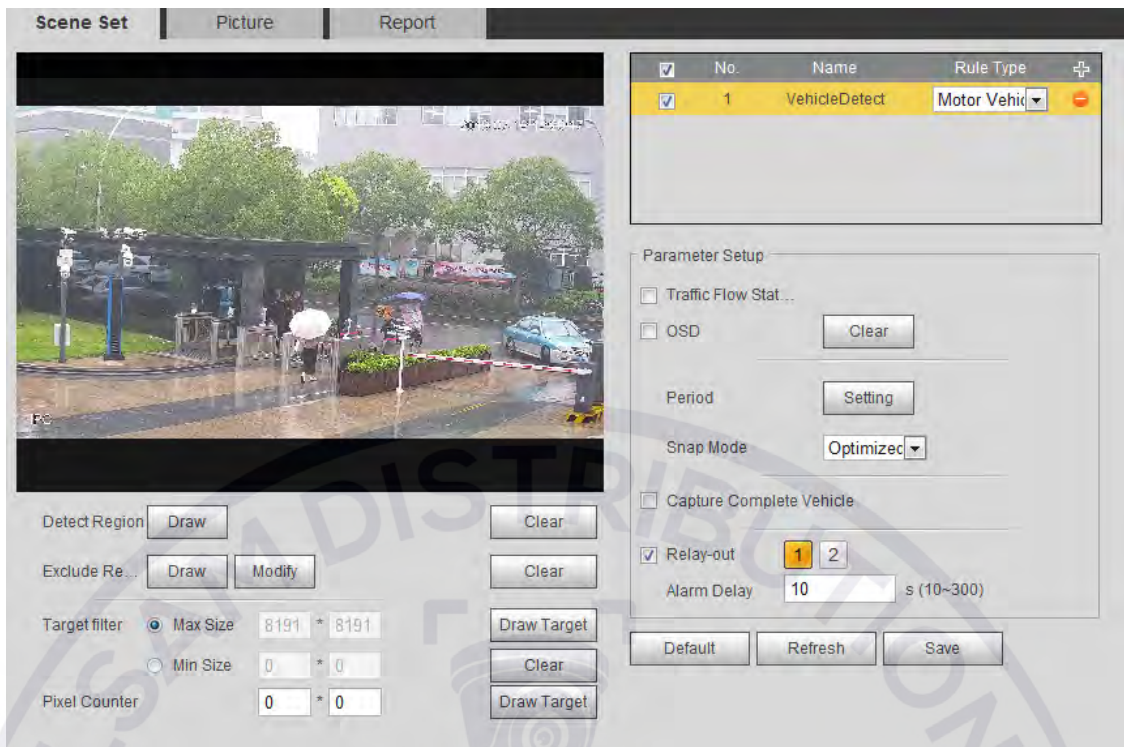 Scene Set Picture Report
No. Name Rule Type
1 VehicleDetect Motor Vehic
Parameter Setup
Traffic Flow Stat...
OSD Clear
Period Setting
Snap Mode Optimizec
Capture Complete Vehicle
Relay-out 1 2
Alarm Delay 10 s (10~300)
Default Refresh Save
Detect Region Draw Clear
Exclude Re... Draw Modify Clear
Target filter Max Size 8191 * 8191 Draw Target
Min Size 0 * 0 Clear
Pixel Counter 0 * 0 Draw Target
SAM DISTRIBUTION